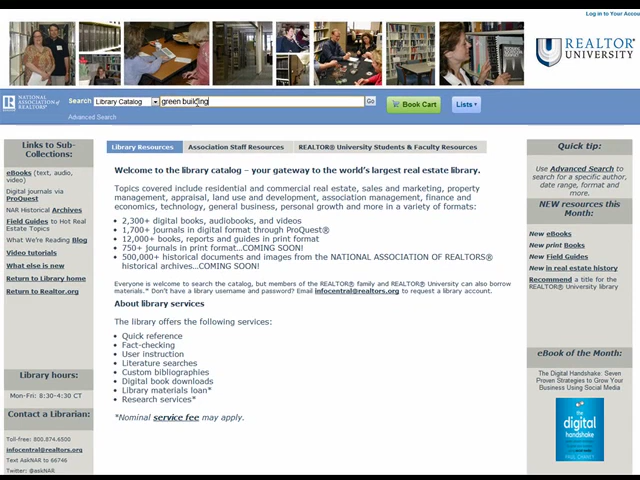 Log in to Your Accou
REALTOR®
UNIVERSITY
NATIONAL
ASSOCIATION of
REALTORS®
Search
Library Catalog
green building
Go
Book Cart
Lists
Advanced Search
Links to Sub-
Collections:
eBooks (text, audio,
video)
Digital journals via
ProQuest
NAR Historical Archives
Field Guides to Hot Real
Estate Topics
What We're Reading Blog
Video tutorials
What else is new
Return to Library home
Return to Realtor.org
Library hours:
Mon-Fri: 8:30-4:30 CT
Contact a Librarian:
Toll-free: 800.874.6500
infocentral@realtors.org
Text AskNAR to 66746
Twitter: @askNAR
Library Resources
Association Staff Resources
REALTOR® University Students & Faculty Resources
Welcome to the library catalog – your gateway to the world's largest real estate library.
Topics covered include residential and commercial real estate, sales and marketing, property
management, appraisal, land use and development, association management, finance and
economics, technology, general business, personal growth and more in a variety of formats:
• 2,300+ digital books, audiobooks, and videos
• 1,700+ journals in digital format through ProQuest®
• 12,000+ books, reports and guides in print format
• 750+ journals in print format...COMING SOON!
• 500,000+ historical documents and images from the NATIONAL ASSOCIATION OF REALTORS®
historical archives...COMING SOON!
Everyone is welcome to search the catalog, but members of the REALTOR® family and REALTOR® University can also borrow
materials.* Don't have a library username and password? Email infocentral@realtors.org to request a library account.
About library services
The library offers the following services:
• Quick reference
• Fact-checking
• User instruction
• Literature searches
• Custom bibliographies
• Digital book downloads
• Library materials loan*
• Research services*
*Nominal service fee may apply.
Quick tip:
Use Advanced Search to
search for a specific author,
date range, format and
more.
NEW resources this
Month:
New eBooks
New print Books
New Field Guides
New in real estate history
Recommend a title for the
REALTOR® University library
eBook of the Month:
The Digital Handshake: Seven
Proven Strategies to Grow Your
Business Using Social Media
the
digital
handshake
PAUL CHANEY